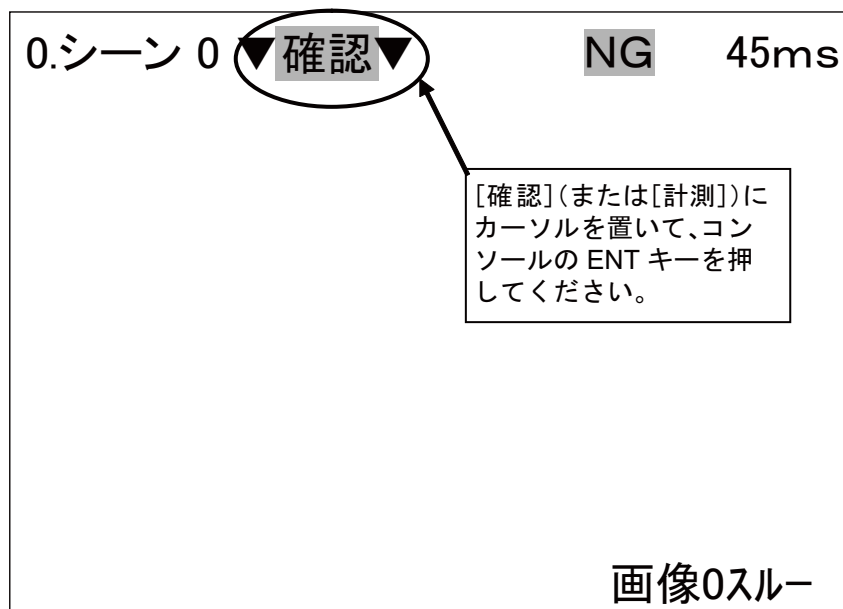 0.シーン 0 ▼確認▼ NG 45ms
[確認](または[計測])に
カーソルを置いて、コン
ソールの ENT キーを押
してください。
画像0スルー